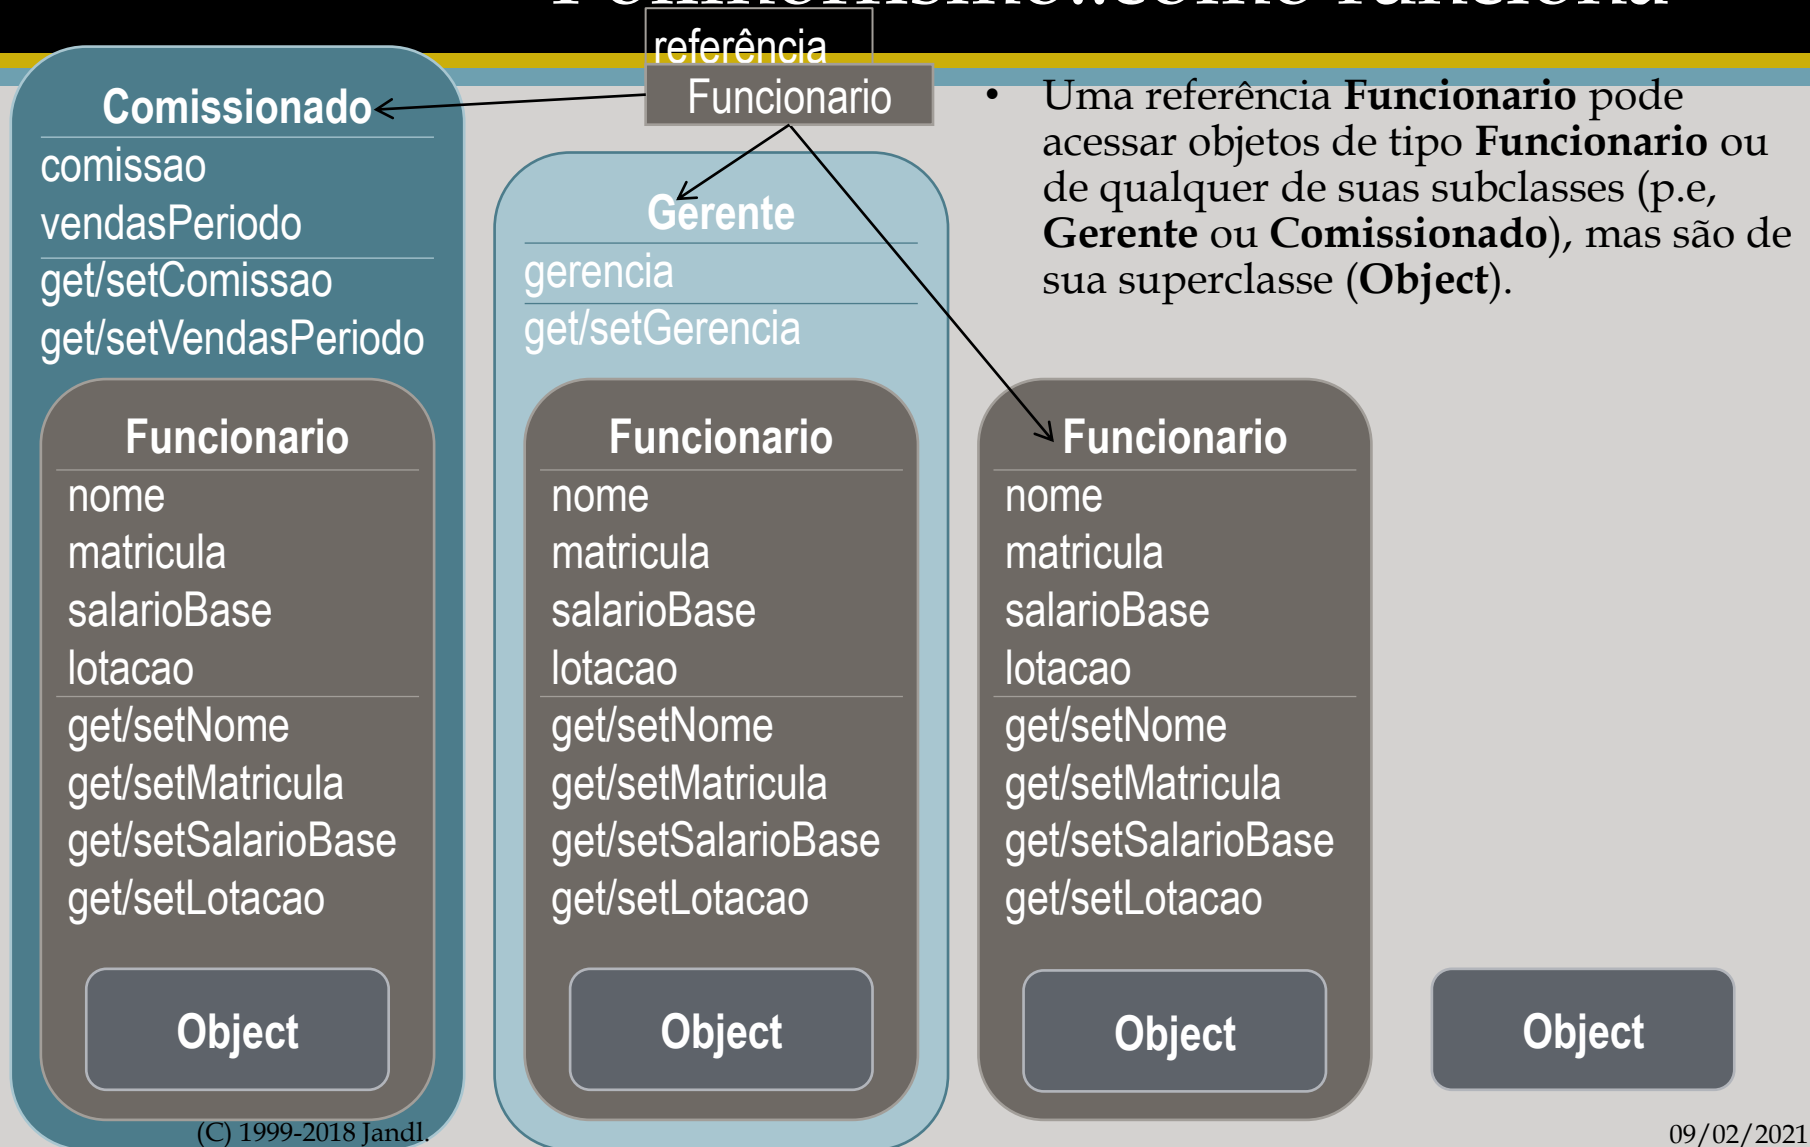 referência
Funcionario
Comissionado
comissao
vendasPeriodo
get/setComissao
get/setVendasPeriodo
Funcionario
nome
matricula
salarioBase
lotacao
get/setNome
get/setMatricula
get/setSalarioBase
get/setLotacao
Object
Gerente
gerencia
get/setGerencia
Funcionario
nome
matricula
salarioBase
lotacao
get/setNome
get/setMatricula
get/setSalarioBase
get/setLotacao
Object
• Uma referência Funcionario pode
acessar objetos de tipo Funcionario ou
de qualquer de suas subclasses (p.e,
Gerente ou Comissionado), mas são de
sua superclasse (Object).
Funcionario
nome
matricula
salarioBase
lotacao
get/setNome
get/setMatricula
get/setSalarioBase
get/setLotacao
Object
Object
(C) 1999-2018 Jandl.
09/02/2021